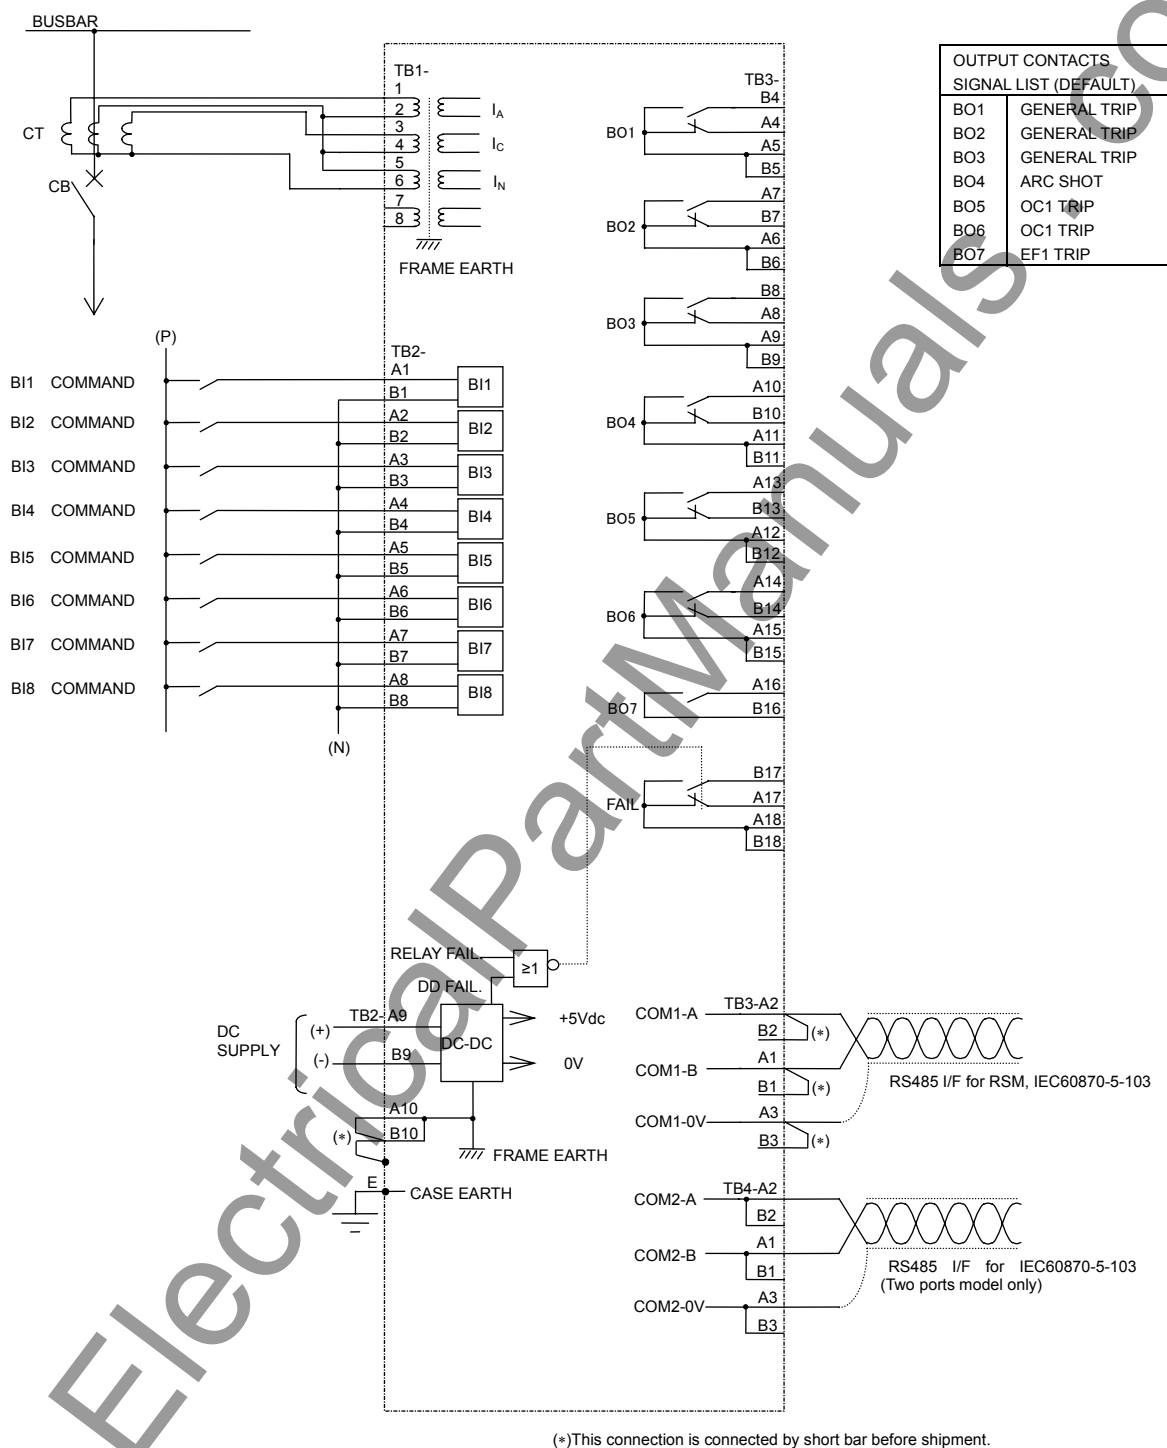 BUSBAR
CT
CB
TB1-
1
2
3
4
5
6
7
8
IA
IC
IN
FRAME EARTH
(P)
(N)
TB2-
BI1 COMMAND
A1
B1
BI1
BI2 COMMAND
A2
B2
BI2
BI3 COMMAND
A3
B3
BI3
BI4 COMMAND
A4
B4
BI4
BI5 COMMAND
A5
B5
BI5
BI6 COMMAND
A6
B6
BI6
BI7 COMMAND
A7
B7
BI7
BI8 COMMAND
A8
B8
BI8
TB3-
BO1
B4
A4
A5
B5
BO2
A7
B7
A6
B6
BO3
B8
A8
A9
B9
BO4
A10
B10
A11
B11
BO5
A13
B13
A12
B12
BO6
A14
B14
A15
B15
BO7
A16
B16
FAIL
B17
A17
A18
B18
OUTPUT CONTACTS
SIGNAL LIST (DEFAULT)
BO1 GENERAL TRIP
BO2 GENERAL TRIP
BO3 GENERAL TRIP
BO4 ARC SHOT
BO5 OC1 TRIP
BO6 OC1 TRIP
BO7 EF1 TRIP
RELAY FAIL.
≥1
DD FAIL.
DC
SUPPLY
(+)
(-)
TB2- A9
B9
DC-DC
+5Vdc
0V
A10
(∗)
B10
FRAME EARTH
E
CASE EARTH
COM1-A
TB3-A2
B2
(∗)
COM1-B
A1
B1
(∗)
COM1-0V
A3
B3
(∗)
RS485 I/F for RSM, IEC60870-5-103
COM2-A
TB4-A2
B2
COM2-B
A1
B1
COM2-0V
A3
B3
RS485 I/F for IEC60870-5-103
(Two ports model only)
(∗)This connection is connected by short bar before shipment.
ElectricalPartManuals . co